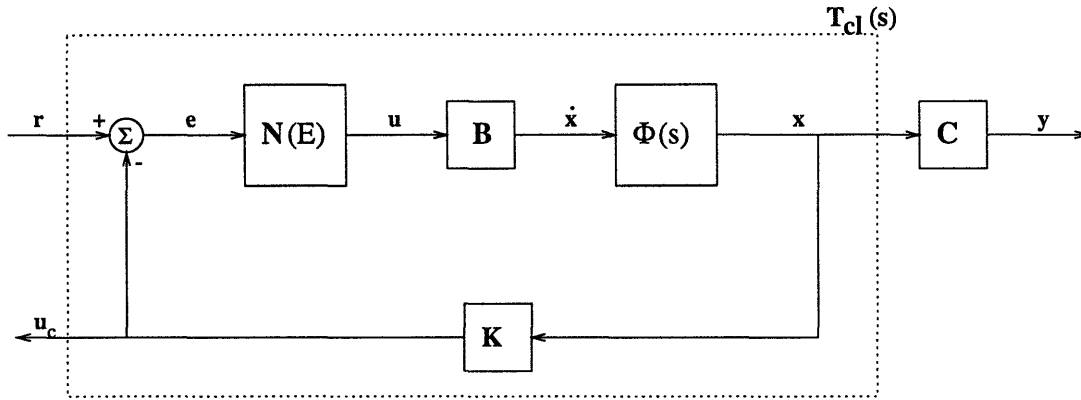 T_cl (s)
r + Σ e N(E) u B ẋ Φ(s) x C y
-
u_c K